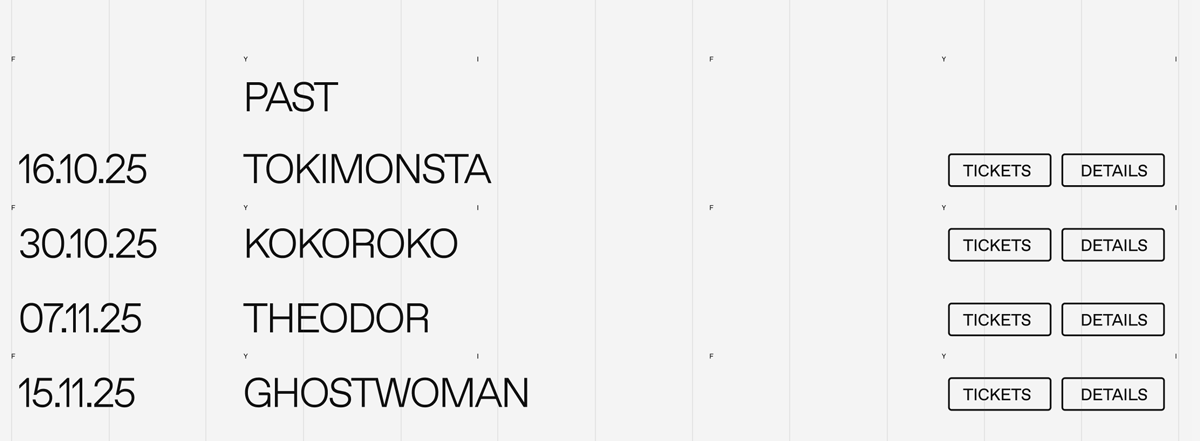 F Y I F Y I
PAST
16.10.25 TOKIMONSTA TICKETS DETAILS
F Y I F Y I
30.10.25 KOKOROKO TICKETS DETAILS
07.11.25 THEODOR TICKETS DETAILS
F Y I F Y I
15.11.25 GHOSTWOMAN TICKETS DETAILS